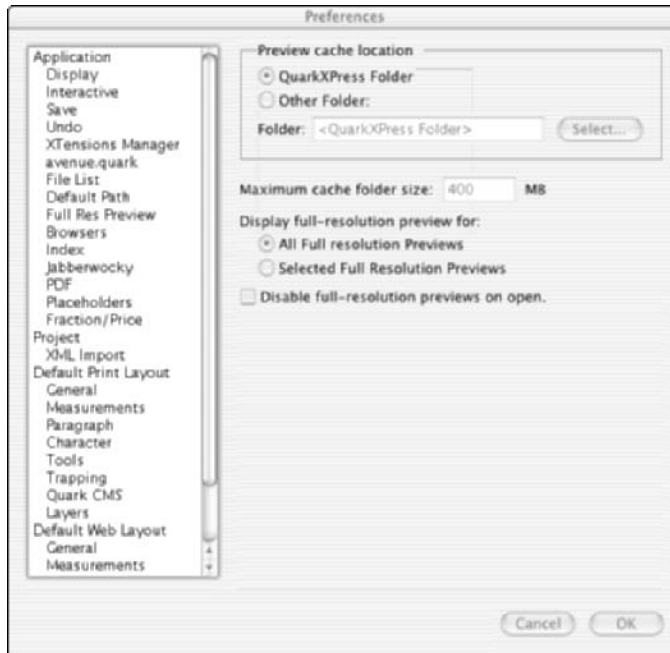 Preferences
Application
Display
Interactive
Save
Undo
XTensions Manager
avenue.quark
File List
Default Path
Full Res Preview
Browsers
Index
Jabberwocky
PDF
Placeholders
Fraction/Price
Project
XML Import
Default Print Layout
General
Measurements
Paragraph
Character
Tools
Trapping
Quark CMS
Layers
Default Web Layout
General
Measurements
Preview cache location
QuarkXPress Folder
Other Folder:
Folder: <QuarkXPress Folder> Select...
Maximum cache folder size: 400 MB
Display full-resolution preview for:
All Full resolution Previews
Selected Full Resolution Previews
Disable full-resolution previews on open.
Cancel OK